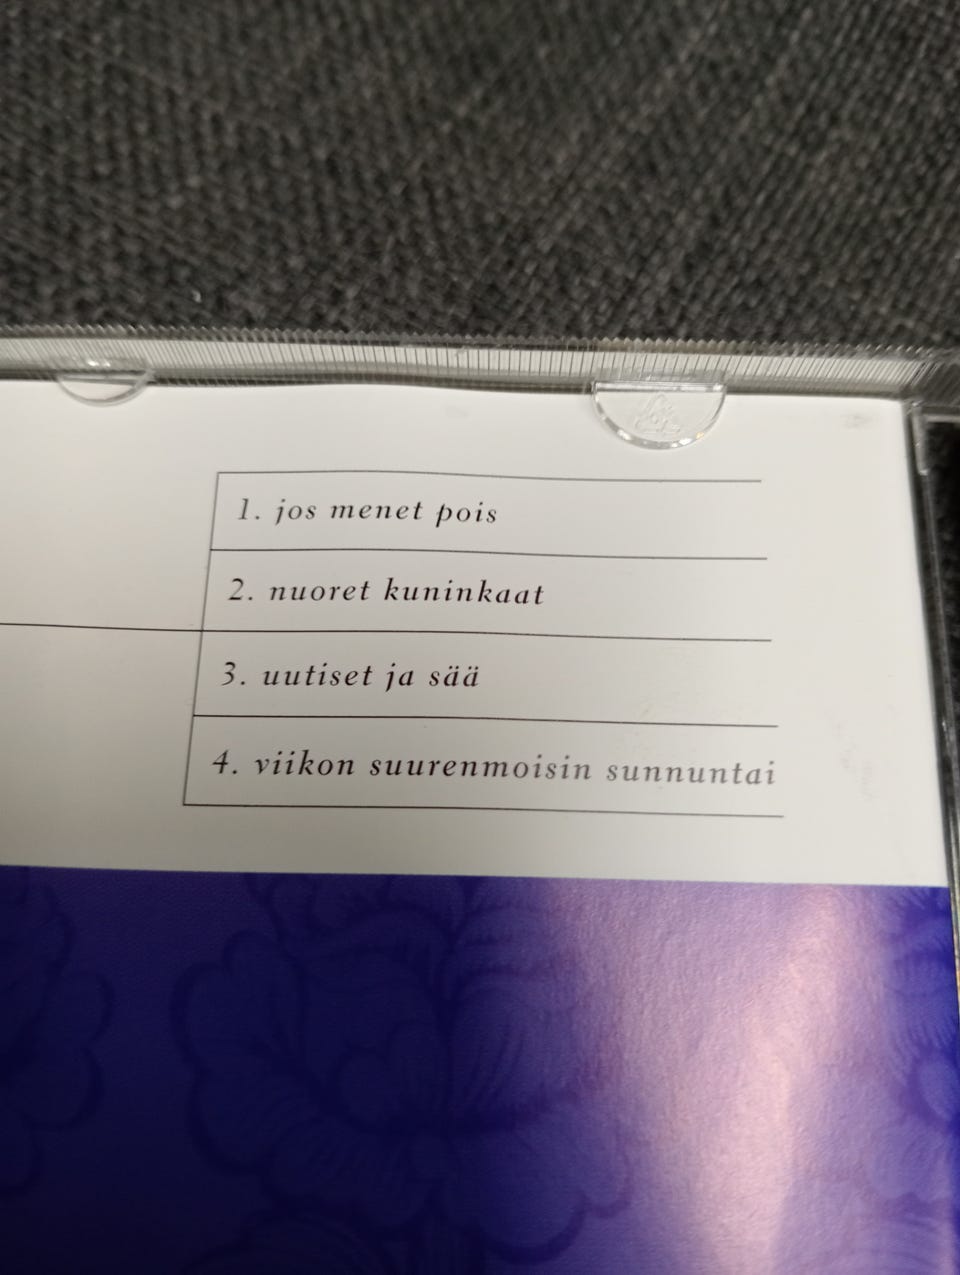 1. jos menet pois
2. nuoret kuninkaat
3. uutiset ja sää
4. viikon suurenmoisin sunnuntai